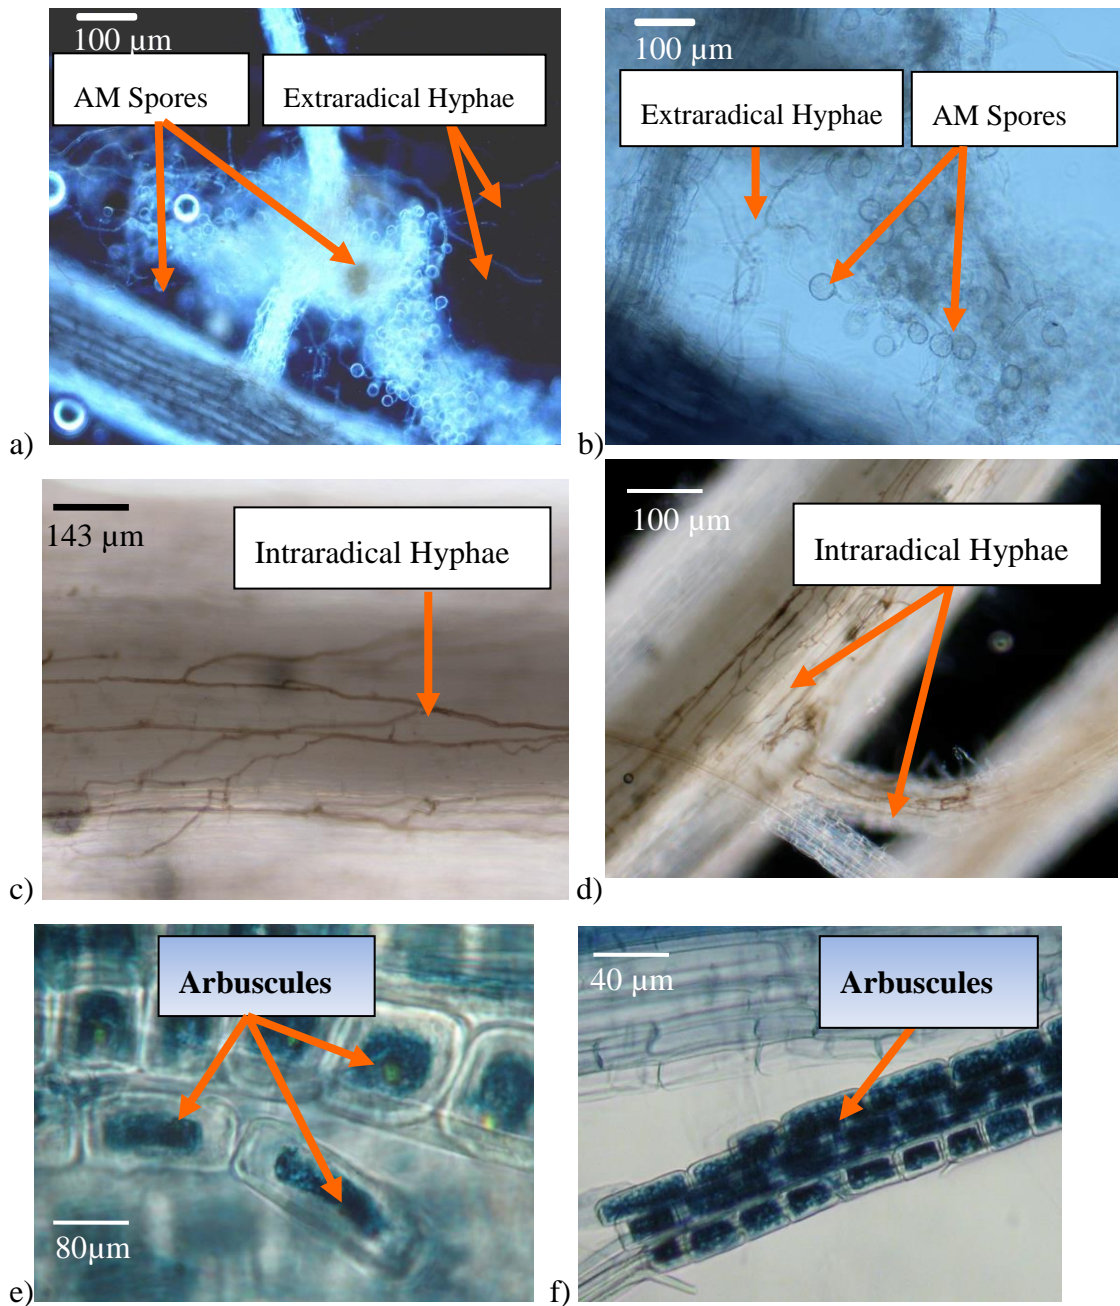 100 µm
AM Spores
Extraradical Hyphae
a)
100 µm
Extraradical Hyphae
AM Spores
b)
143 µm
Intraradical Hyphae
c)
100 µm
Intraradical Hyphae
d)
Arbuscules
80µm
e)
40 µm
Arbuscules
f)